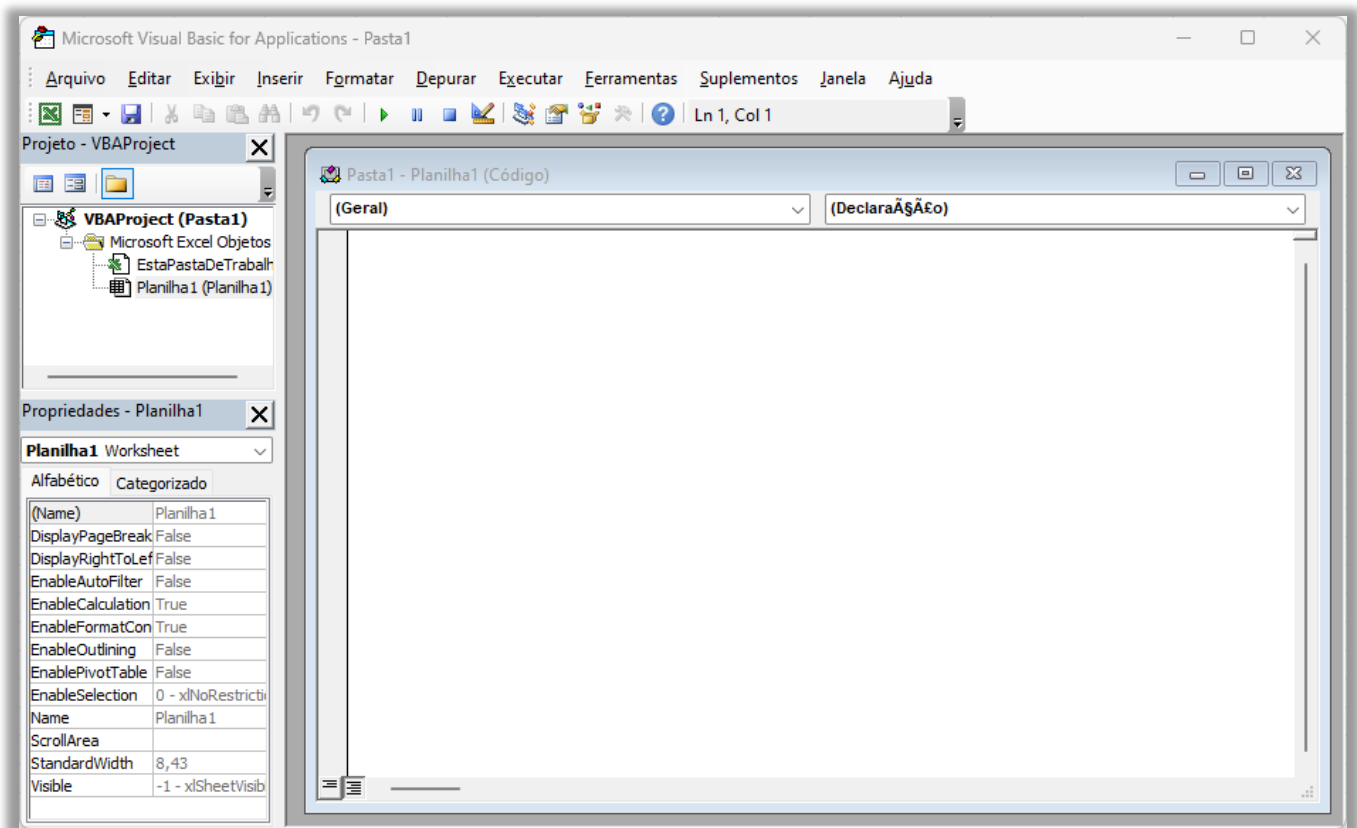 Microsoft Visual Basic for Applications - Pasta1
Arquivo Editar Exibir Inserir Formatar Depurar Executar Ferramentas Suplementos Janela Ajuda
Ln 1, Col 1
Projeto - VBAProject
VBAProject (Pasta1)
Microsoft Excel Objetos
EstaPastaDeTrabalh
Planilha1 (Planilha1)
Propriedades - Planilha1
Planilha1 Worksheet
Alfabético Categorizado
(Name) Planilha1
DisplayPageBreak False
DisplayRightToLef False
EnableAutoFilter False
EnableCalculation True
EnableFormatCon True
EnableOutlining False
EnablePivotTable False
EnableSelection 0 - xlNoRestricti
Name Planilha1
ScrollArea
StandardWidth 8,43
Visible -1 - xlSheetVisib
Pasta1 - Planilha1 (Código)
(Geral) (DeclaraÃ§Ã£o)